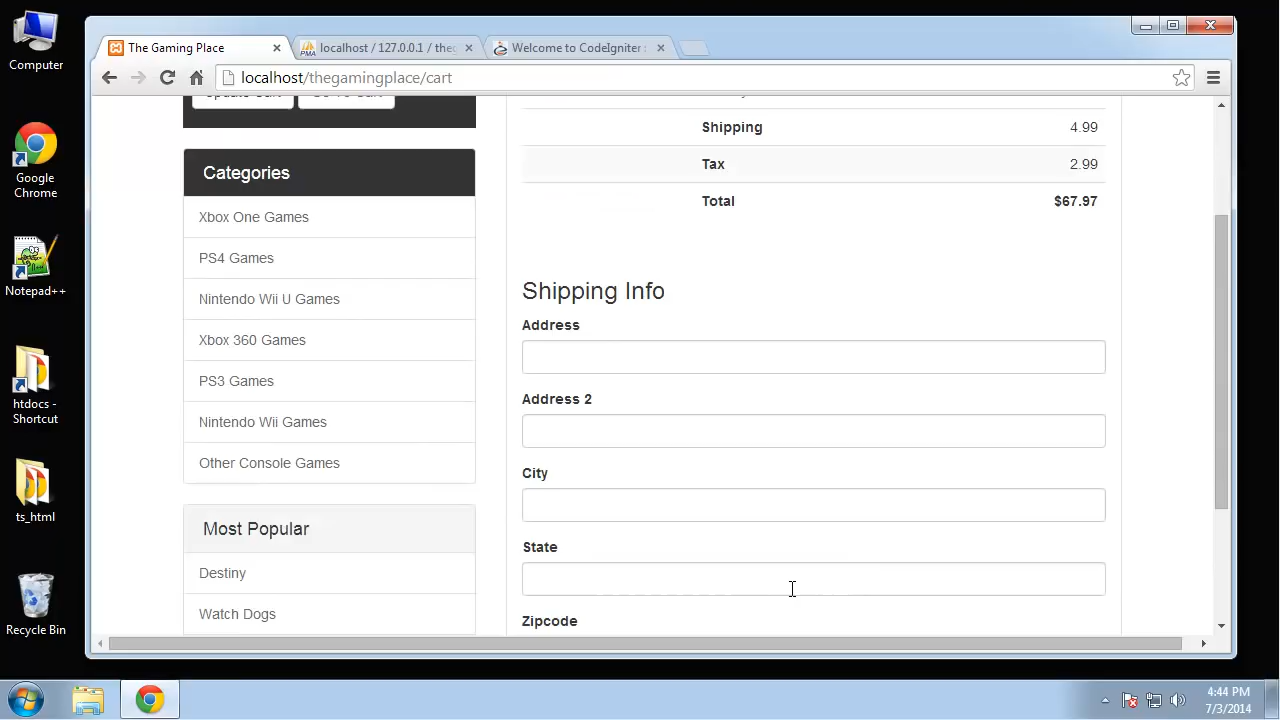 Computer
Google
Chrome
Notepad++
htdocs -
Shortcut
ts_html
Recycle Bin
The Gaming Place
localhost / 127.0.0.1 / the
Welcome to CodeIgniter :
localhost/thegamingplace/cart
Categories
Xbox One Games
PS4 Games
Nintendo Wii U Games
Xbox 360 Games
PS3 Games
Nintendo Wii Games
Other Console Games
Most Popular
Destiny
Watch Dogs
Shipping 4.99
Tax 2.99
Total $67.97
Shipping Info
Address
Address 2
City
State
Zipcode
4:44 PM
7/3/2014